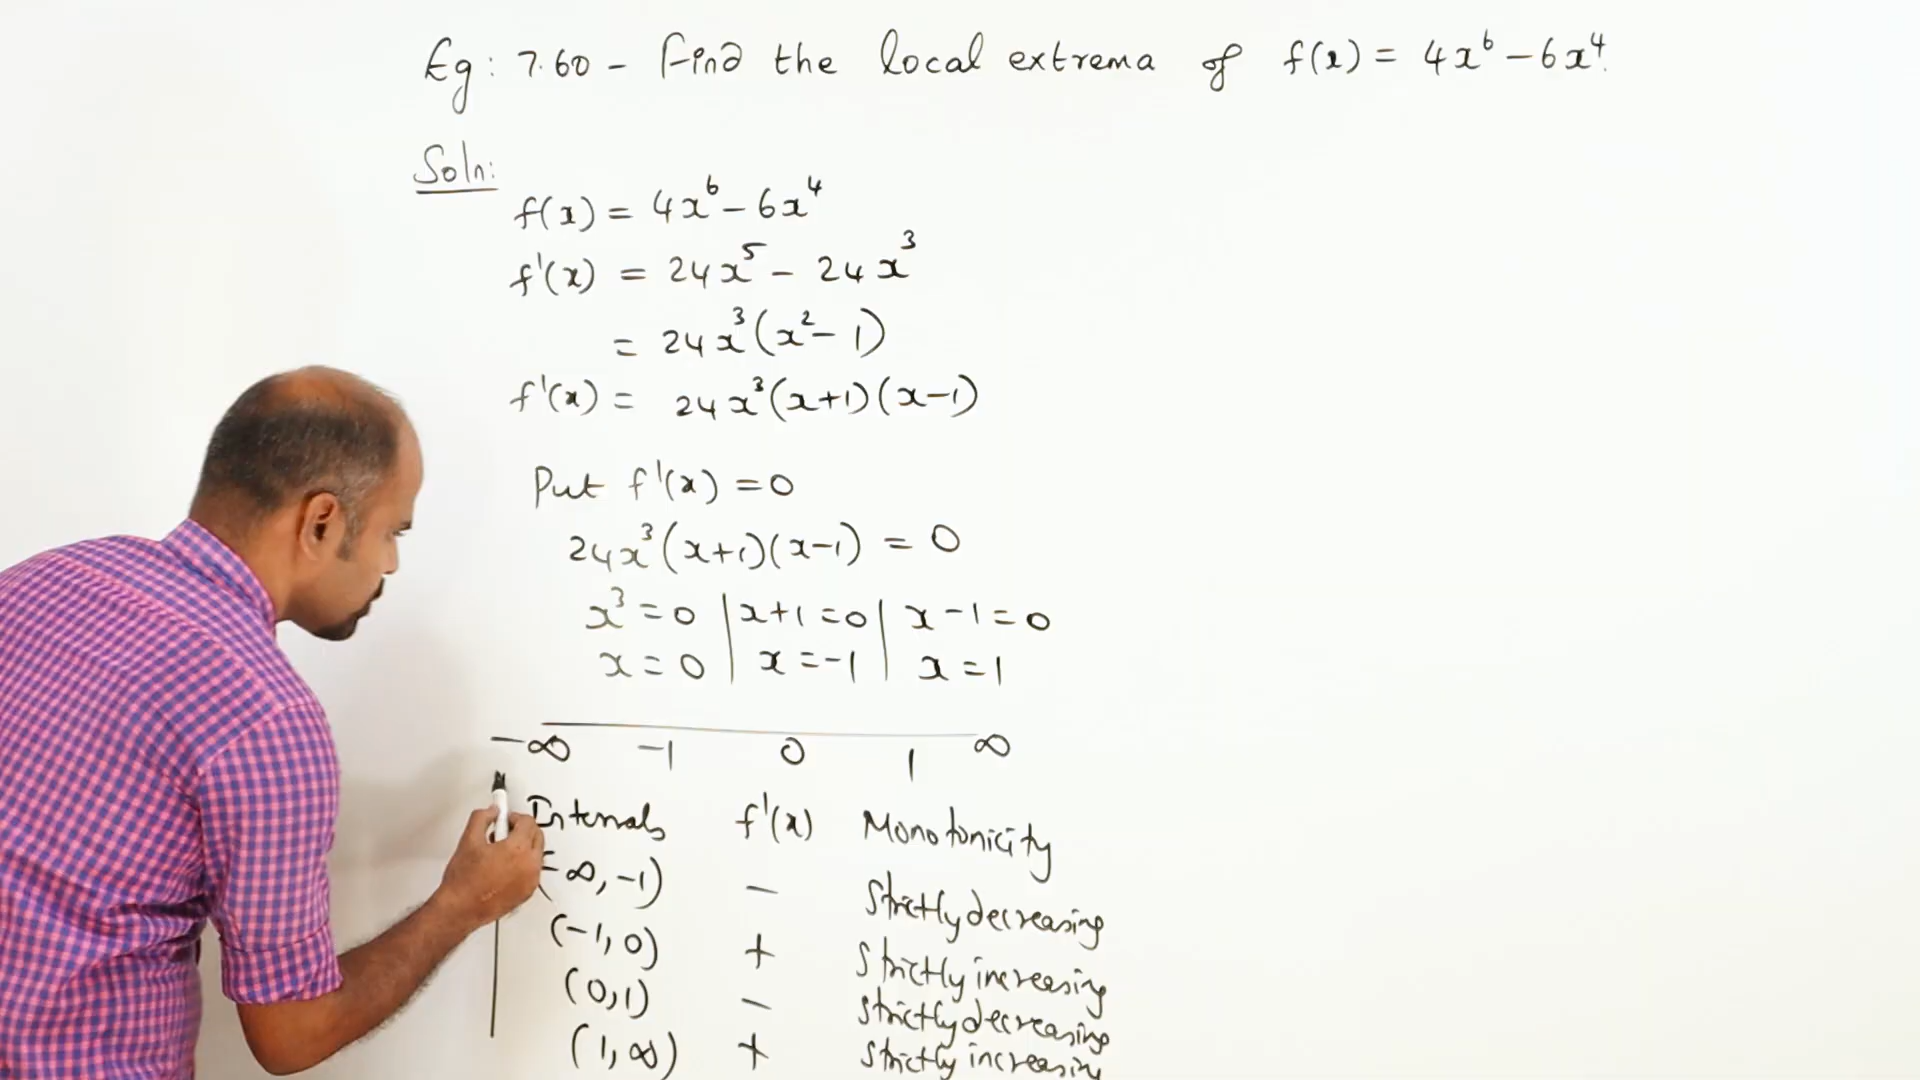 Eg: 7.60 - Find the local extrema of f(x) = 4x⁶ - 6x⁴.
Soln:
f(x) = 4x⁶ - 6x⁴
f'(x) = 24x⁵ - 24x³
= 24x³(x² - 1)
f'(x) = 24x³(x+1)(x-1)
Put f'(x) = 0
24x³(x+1)(x-1) = 0
x³ = 0 | x+1 = 0 | x-1 = 0
x = 0 | x = -1 | x = 1
-∞ -1 0 1 ∞
Intervals f'(x) Monotonicity
(-∞, -1) - Strictly decreasing
(-1, 0) + Strictly increasing
(0, 1) - Strictly decreasing
(1, ∞) + Strictly increasing